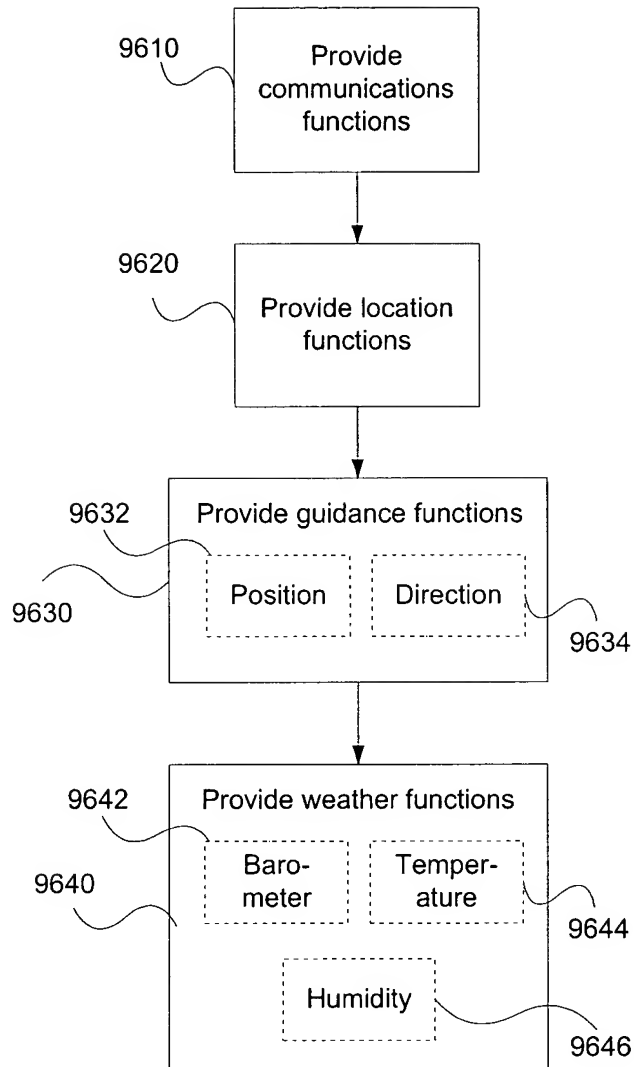 9610
Provide
communications
functions
9620
Provide location
functions
9632
Provide guidance functions
Position
Direction
9630
9634
9642
Provide weather functions
Baro-
meter
Temper-
ature
9640
9644
Humidity
9646